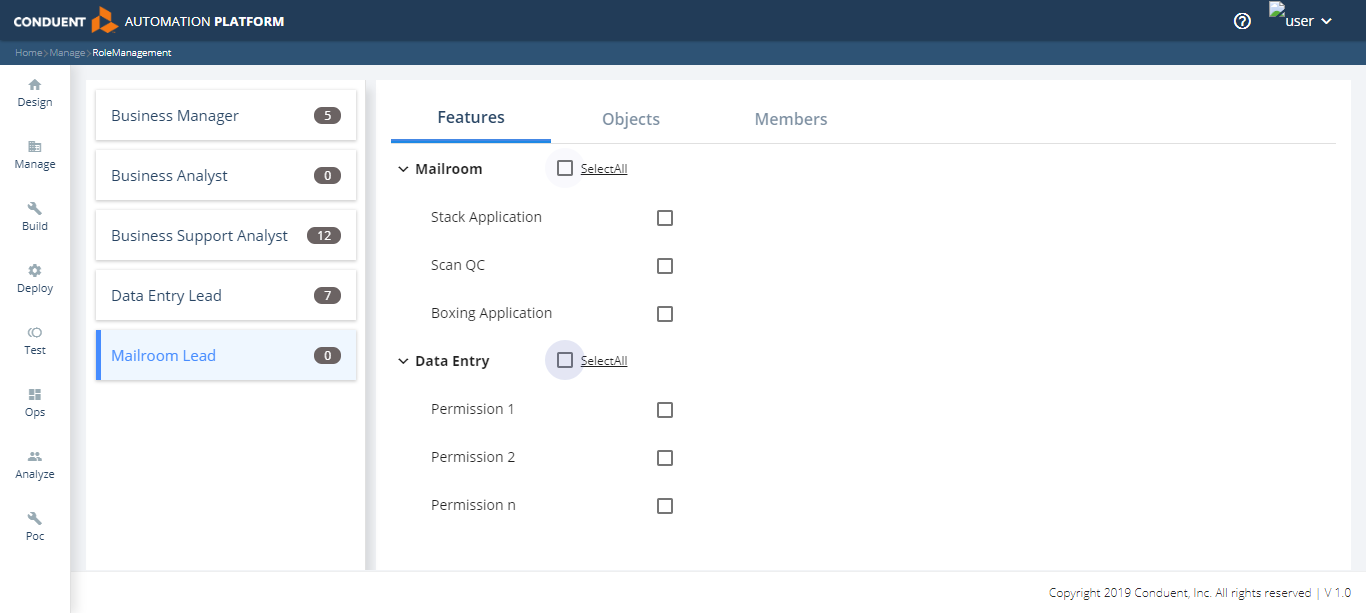 CONDUENT AUTOMATION PLATFORM
user
Home>Manage>RoleManagement
Design
Manage
Build
Deploy
Test
Ops
Analyze
Poc
Business Manager 5
Business Analyst 0
Business Support Analyst 12
Data Entry Lead 7
Mailroom Lead 0
Features Objects Members
Mailroom SelectAll
Stack Application
Scan QC
Boxing Application
Data Entry SelectAll
Permission 1
Permission 2
Permission n
Copyright 2019 Conduent, Inc. All rights reserved | V 1.0